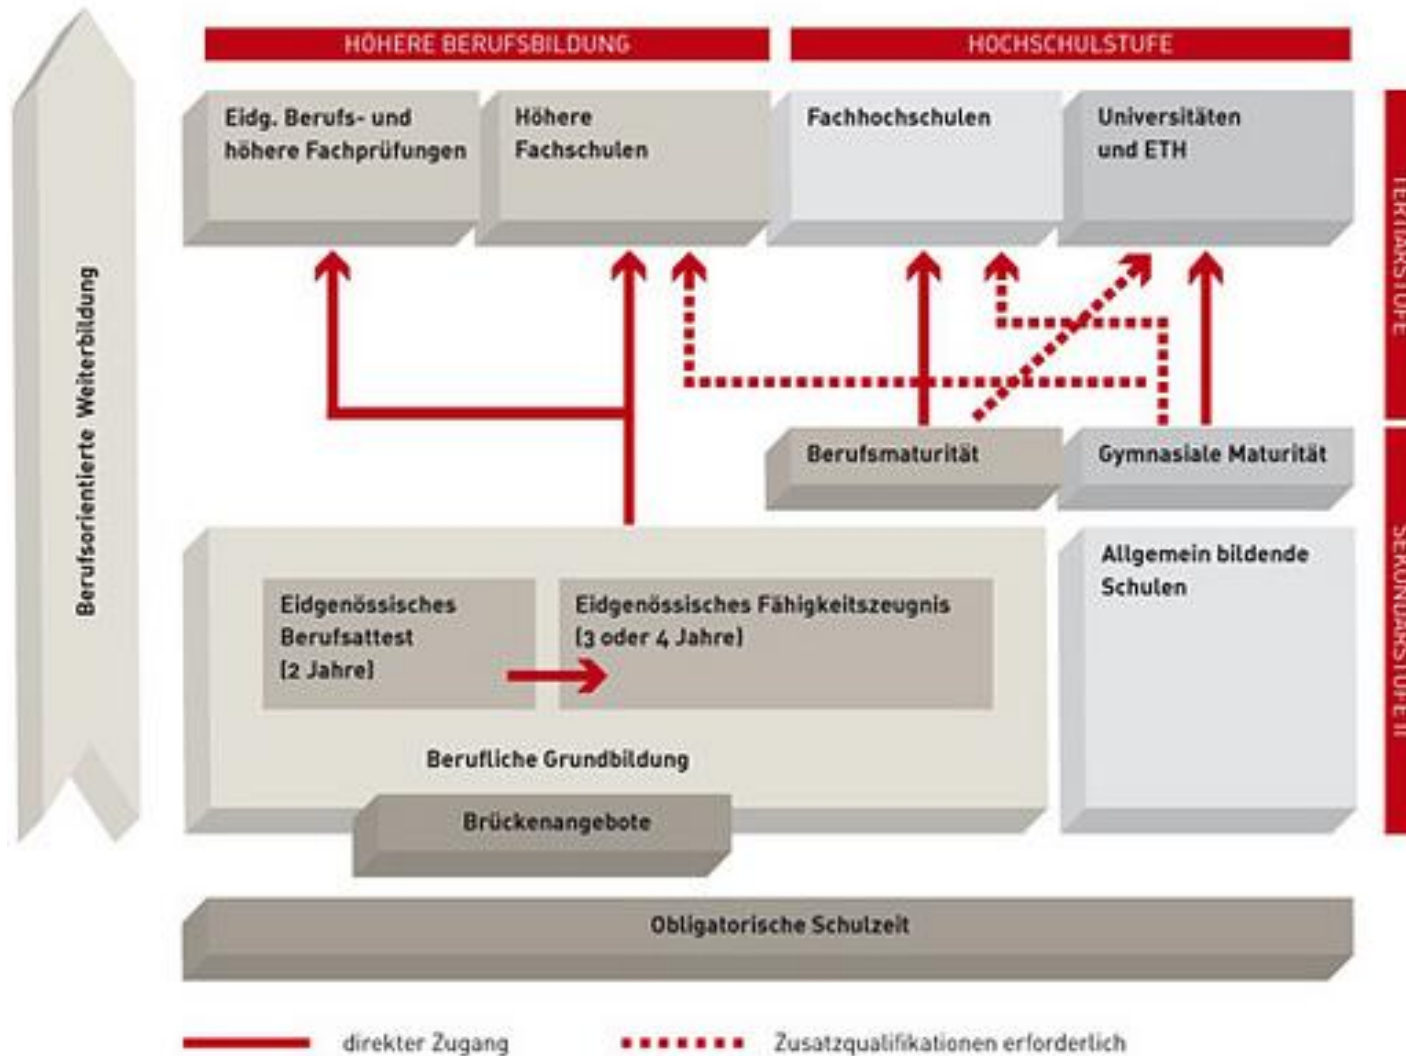 HÖHERE BERUFSBILDUNG
HOCHSCHULSTUFE
Eidg. Berufs- und
höhere Fachprüfungen
Höhere
Fachschulen
Fachhochschulen
Universitäten
und ETH
TERTIÄRSTUFE
Berufsorientierte Weiterbildung
Berufsmaturität
Gymnasiale Maturität
Eidgenössisches
Berufsattest
(2 Jahre)
Eidgenössisches Fähigkeitszeugnis
(3 oder 4 Jahre)
Allgemein bildende
Schulen
SEKUNDARSTUFE II
Berufliche Grundbildung
Brückenangebote
Obligatorische Schulzeit
direkter Zugang
Zusatzqualifikationen erforderlich